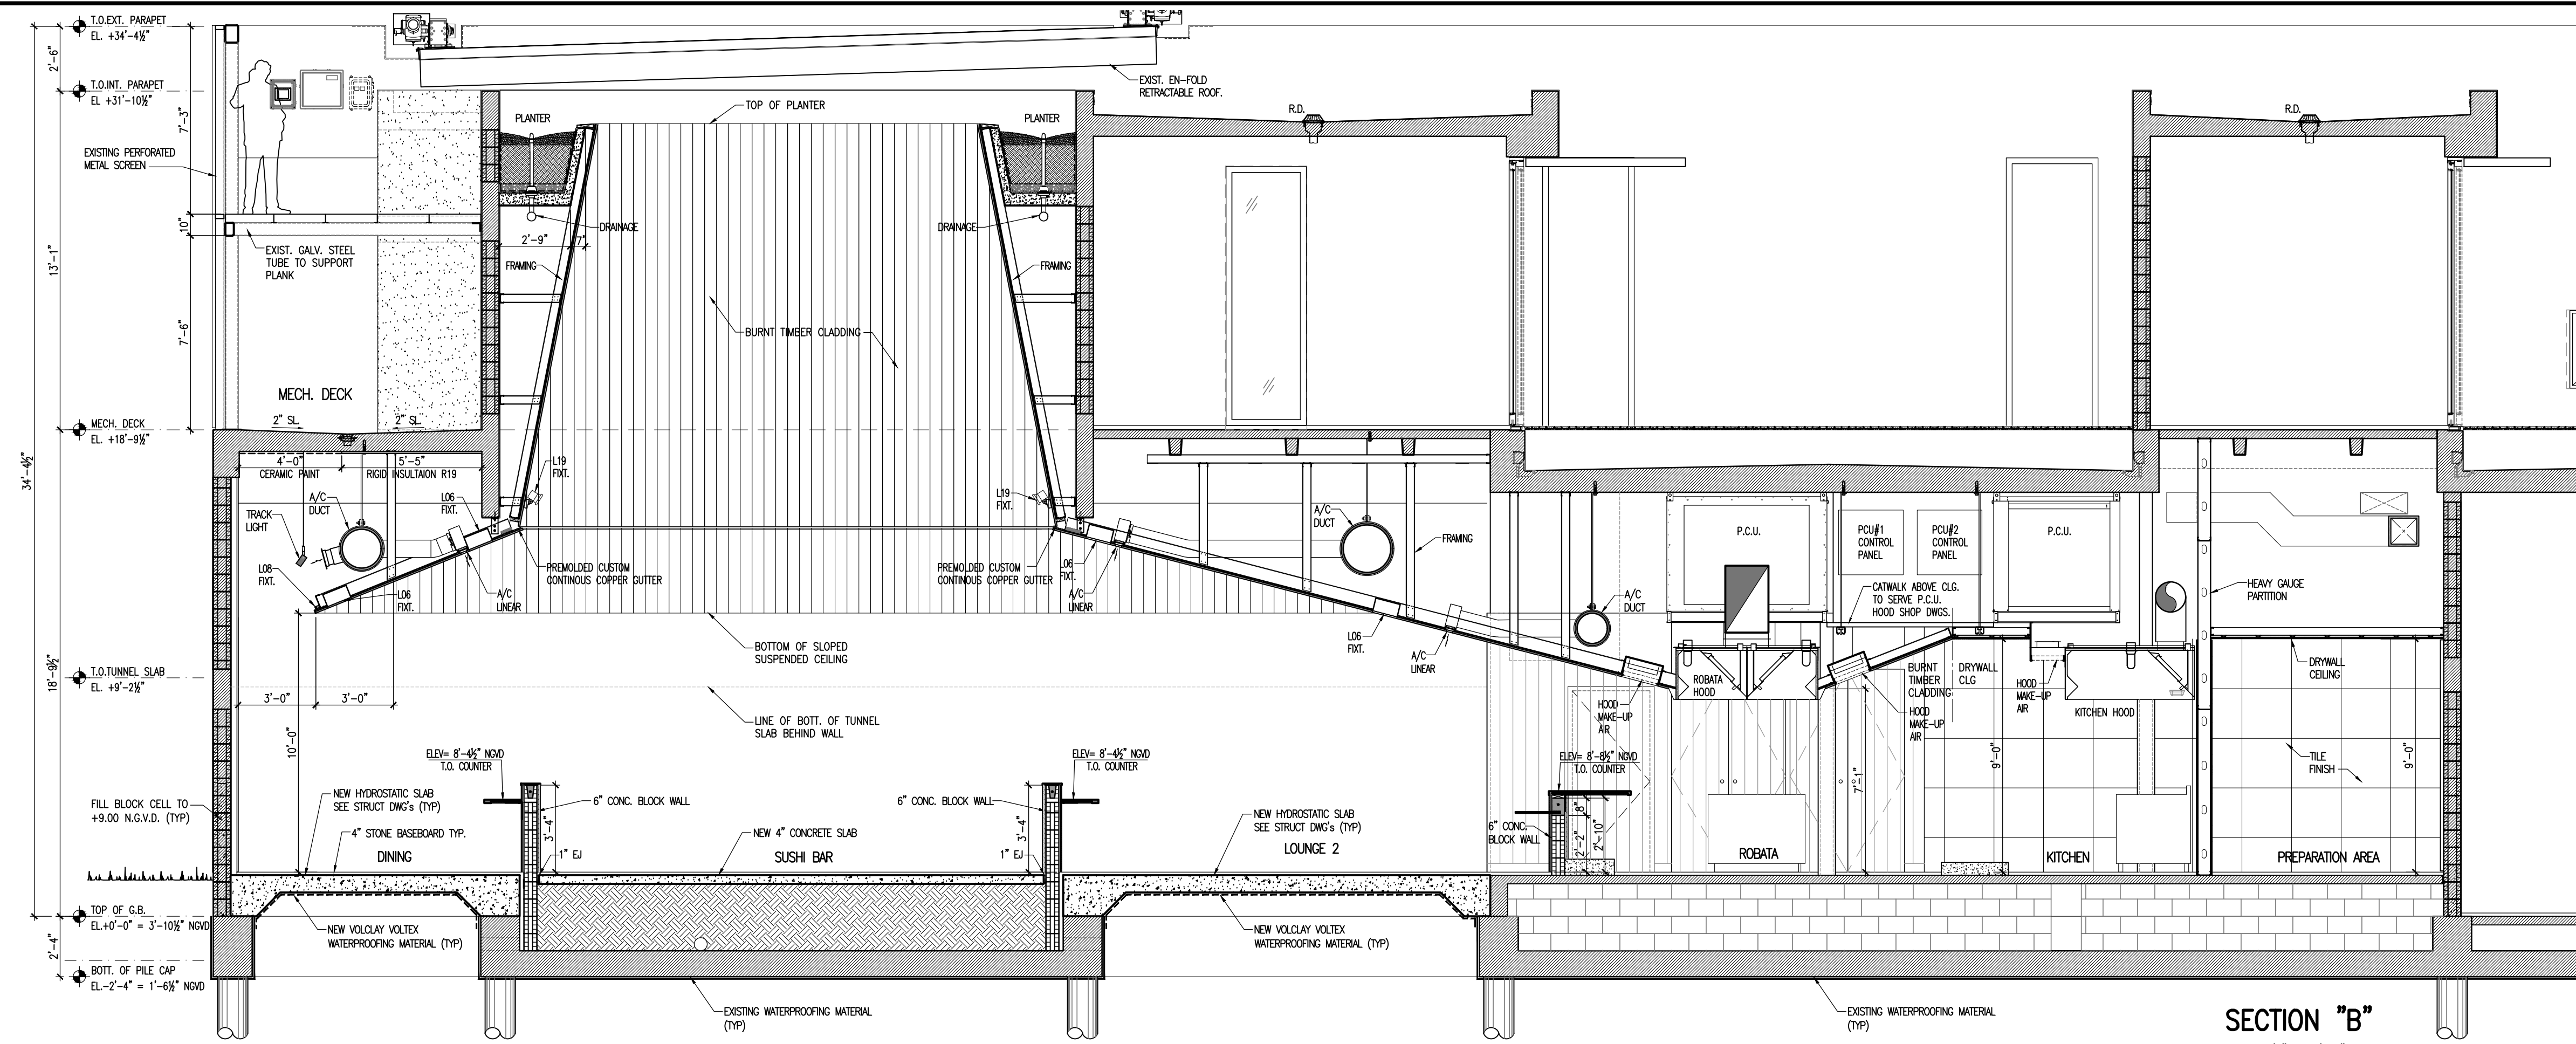 T.O.EXT. PARAPET
EL. +34'-4½"
2'-6"
T.O.INT. PARAPET
EL +31'-10½"
7'-3"
EXISTING PERFORATED
METAL SCREEN
10"
13'-1"
7'-6"
EXIST. GALV. STEEL
TUBE TO SUPPORT
PLANK
MECH. DECK
2" SL.
2" SL.
MECH. DECK
EL. +18'-9½"
34'-4½"
18'-9½"
PLANTER
TOP OF PLANTER
PLANTER
EXIST. EN-FOLD
RETRACTABLE ROOF.
R.D.
R.D.
DRAINAGE
DRAINAGE
2'-9"
7"
FRAMING
FRAMING
BURNT TIMBER CLADDING
4'-0"
5'-5"
CERAMIC PAINT
RIGID INSULTAION R19
A/C
DUCT
TRACK
LIGHT
L06
FIXT.
L19
FIXT.
L19
FIXT.
L08
FIXT.
L06
FIXT.
A/C
LINEAR
PREMOLDED CUSTOM
CONTINOUS COPPER GUTTER
PREMOLDED CUSTOM
CONTINOUS COPPER GUTTER
L06
FIXT.
A/C
LINEAR
A/C
DUCT
FRAMING
A/C
DUCT
L06
FIXT.
A/C
LINEAR
P.C.U.
PCU#1
CONTROL
PANEL
PCU#2
CONTROL
PANEL
P.C.U.
CATWALK ABOVE CLG.
TO SERVE P.C.U.
HOOD SHOP DWGS.
HEAVY GAUGE
PARTITION
BOTTOM OF SLOPED
SUSPENDED CEILING
T.O.TUNNEL SLAB
EL. +9'-2½"
3'-0"
3'-0"
10'-0"
LINE OF BOTT. OF TUNNEL
SLAB BEHIND WALL
ROBATA
HOOD
HOOD
MAKE-UP
AIR
BURNT
TIMBER
CLADDING
DRYWALL
CLG
HOOD
MAKE-UP
AIR
HOOD
MAKE-UP
AIR
KITCHEN HOOD
DRYWALL
CEILING
TILE
FINISH
ELEV= 8'-4½" NGVD
T.O. COUNTER
ELEV= 8'-4½" NGVD
T.O. COUNTER
ELEV= 8'-8½" NGVD
T.O. COUNTER
7'-1"
9'-0"
9'-0"
FILL BLOCK CELL TO
+9.00 N.G.V.D. (TYP)
NEW HYDROSTATIC SLAB
SEE STRUCT DWG's (TYP)
4" STONE BASEBOARD TYP.
DINING
6" CONC. BLOCK WALL
3'-4"
1" EJ
NEW 4" CONCRETE SLAB
SUSHI BAR
6" CONC. BLOCK WALL
3'-4"
1" EJ
NEW HYDROSTATIC SLAB
SEE STRUCT DWG's (TYP)
LOUNGE 2
6" CONC.
BLOCK WALL
8"
2'-2"
2'-10"
ROBATA
KITCHEN
PREPARATION AREA
TOP OF G.B.
EL.+0'-0" = 3'-10½" NGVD
2'-4"
NEW VOLCLAY VOLTEX
WATERPROOFING MATERIAL (TYP)
NEW VOLCLAY VOLTEX
WATERPROOFING MATERIAL (TYP)
BOTT. OF PILE CAP
EL.-2'-4" = 1'-6½" NGVD
EXISTING WATERPROOFING MATERIAL
(TYP)
EXISTING WATERPROOFING MATERIAL
(TYP)
SECTION "B"